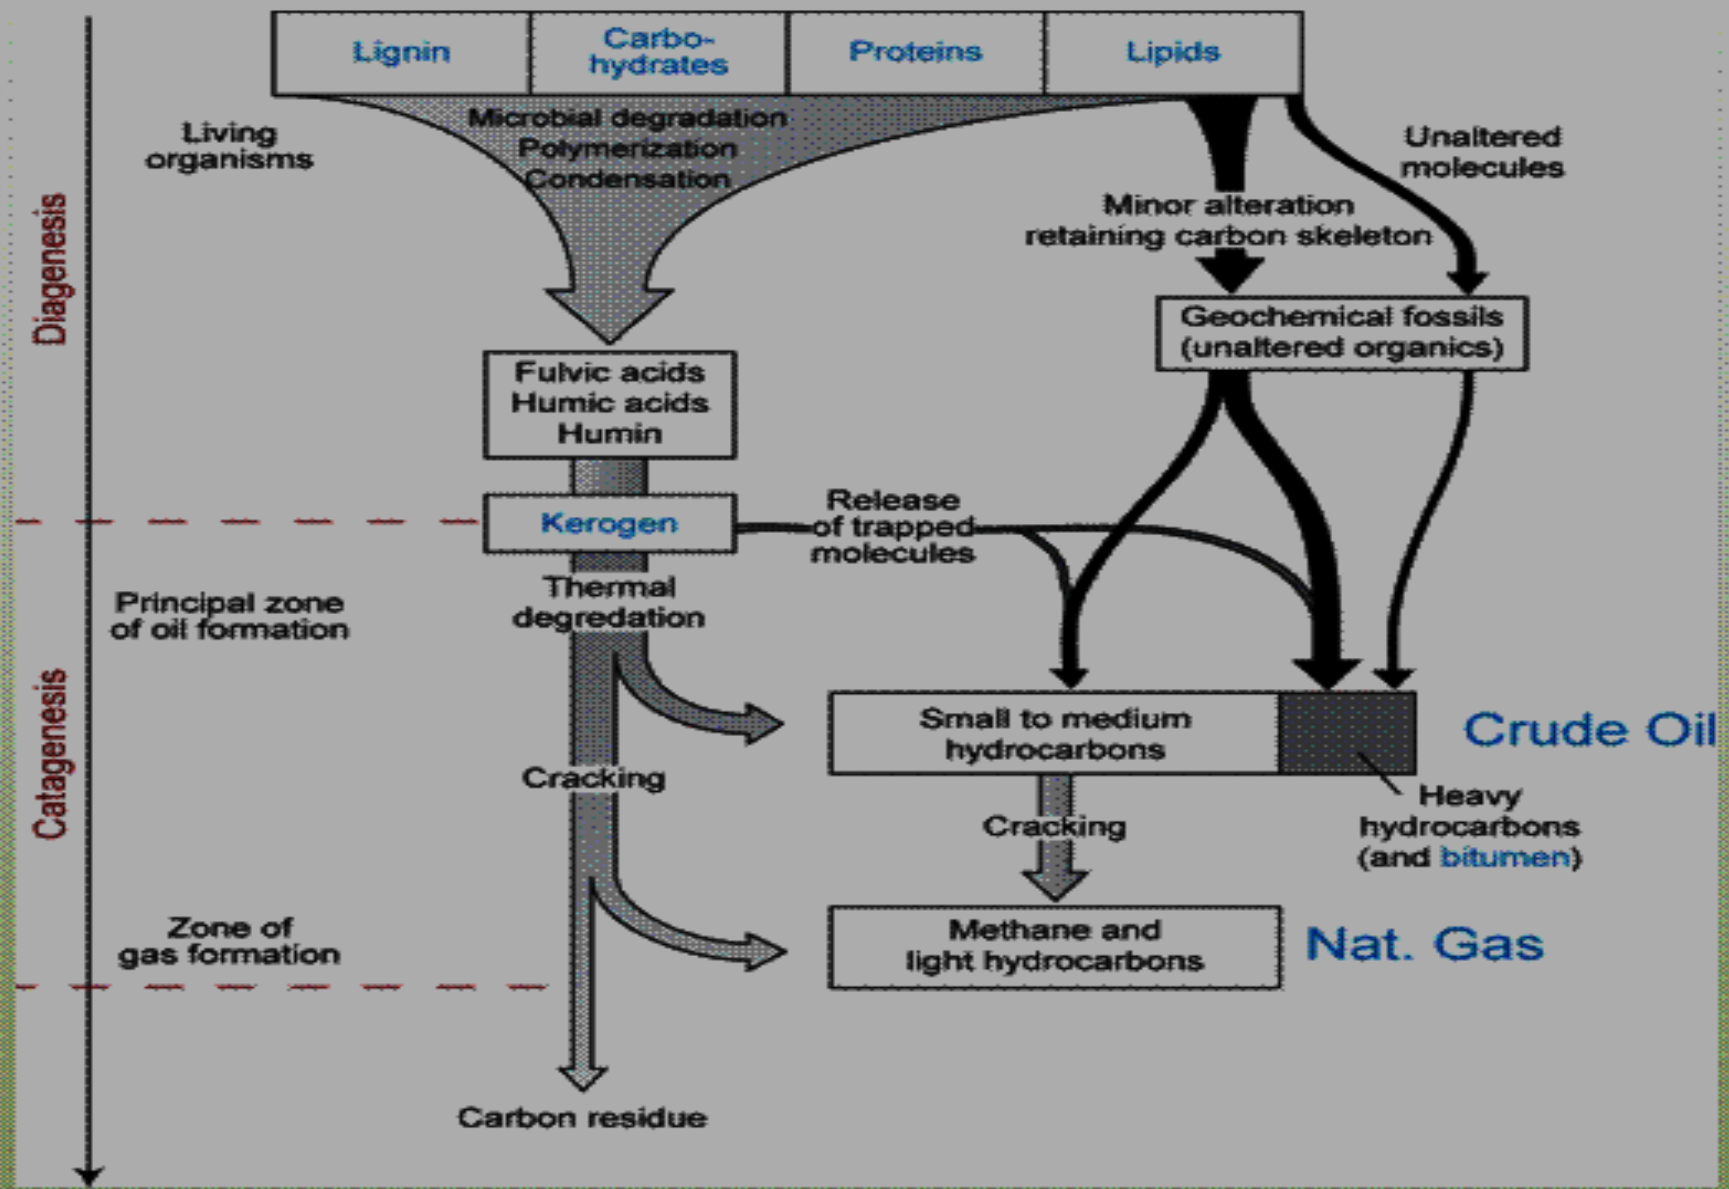 Lignin
Carbo-
hydrates
Proteins
Lipids
Living
organisms
Microbial degradation
Polymerization
Condensation
Unaltered
molecules
Minor alteration
retaining carbon skeleton
Diagenesis
Geochemical fossils
(unaltered organics)
Fulvic acids
Humic acids
Humin
Kerogen
Release
of trapped
molecules
Principal zone
of oil formation
Thermal
degredation
Catagenesis
Small to medium
hydrocarbons
Crude Oil
Cracking
Cracking
Heavy
hydrocarbons
(and bitumen)
Zone of
gas formation
Methane and
light hydrocarbons
Nat. Gas
Carbon residue